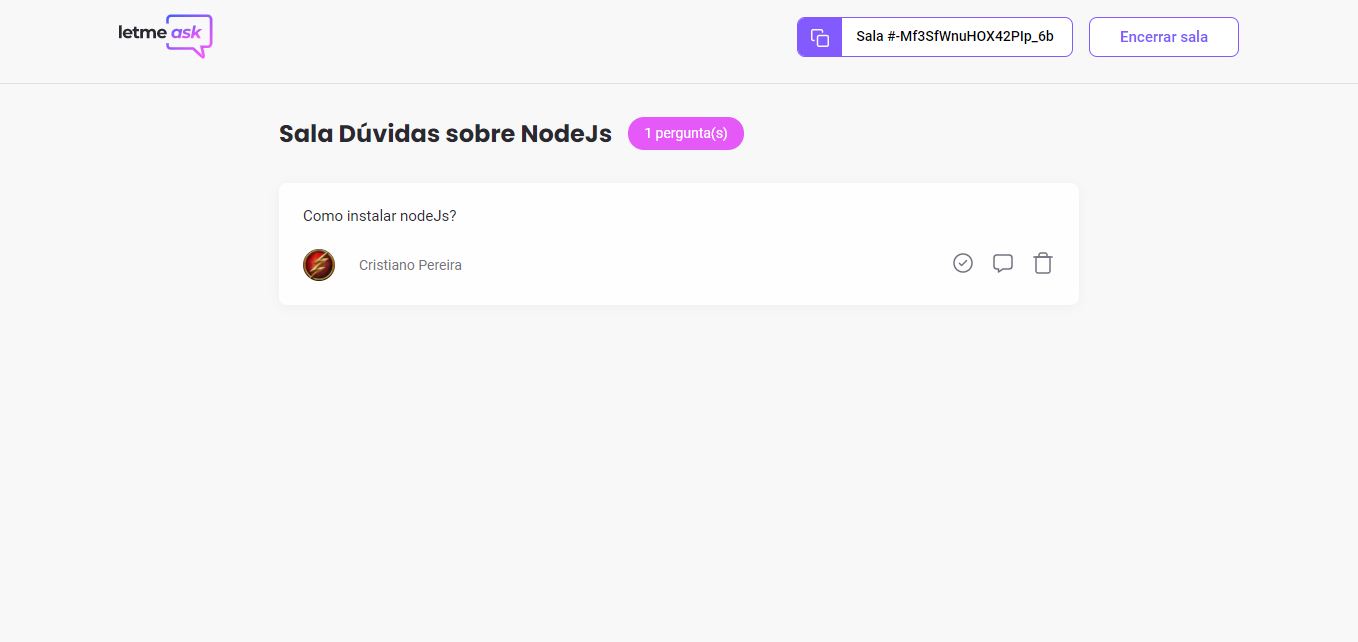 letmeask
Sala #-Mf3SfWnuHOX42PIp_6b
Encerrar sala
Sala Dúvidas sobre NodeJs
1 pergunta(s)
Como instalar nodeJs?
Cristiano Pereira